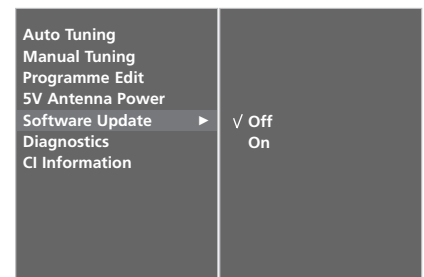 Auto Tuning
Manual Tuning
Programme Edit
5V Antenna Power
Software Update ►
Diagnostics
CI Information
√ Off
On